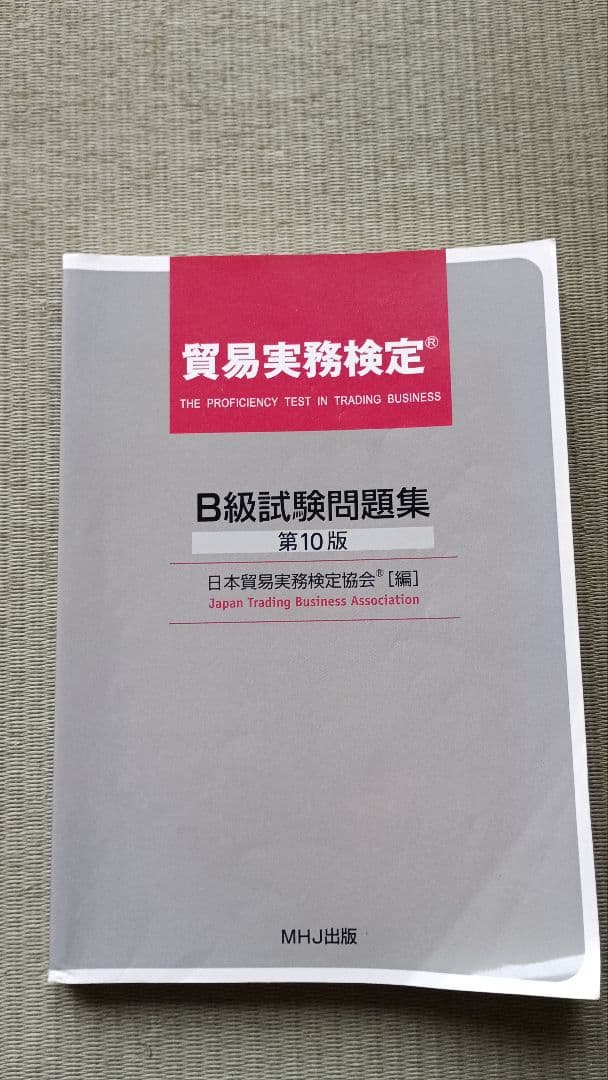 貿易実務検定®
THE PROFICIENCY TEST IN TRADING BUSINESS
B級試験問題集
第10版
日本貿易実務検定協会®[編]
Japan Trading Business Association
MHJ出版